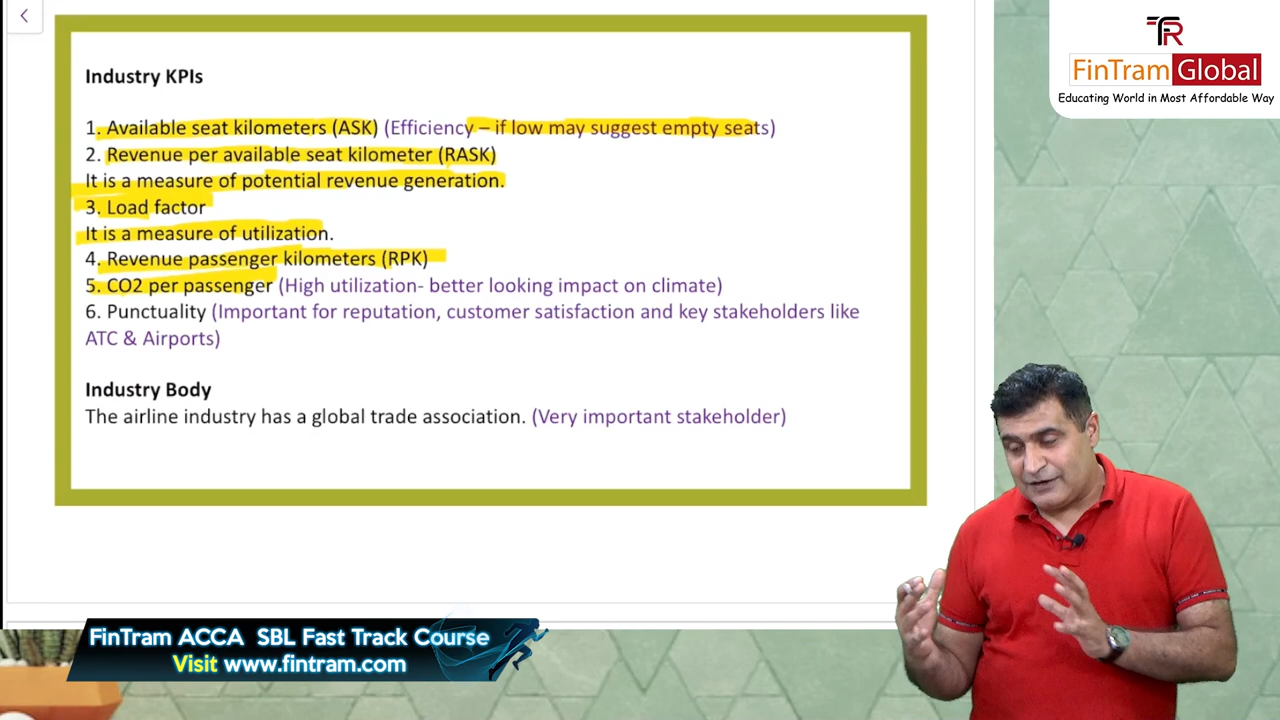 Industry KPIs
1. Available seat kilometers (ASK) (Efficiency – if low may suggest empty seats)
2. Revenue per available seat kilometer (RASK)
It is a measure of potential revenue generation.
3. Load factor
It is a measure of utilization.
4. Revenue passenger kilometers (RPK)
5. CO2 per passenger (High utilization- better looking impact on climate)
6. Punctuality (Important for reputation, customer satisfaction and key stakeholders like
ATC & Airports)
Industry Body
The airline industry has a global trade association. (Very important stakeholder)
FinTram Global
Educating World in Most Affordable Way
FinTram ACCA SBL Fast Track Course
Visit www.fintram.com